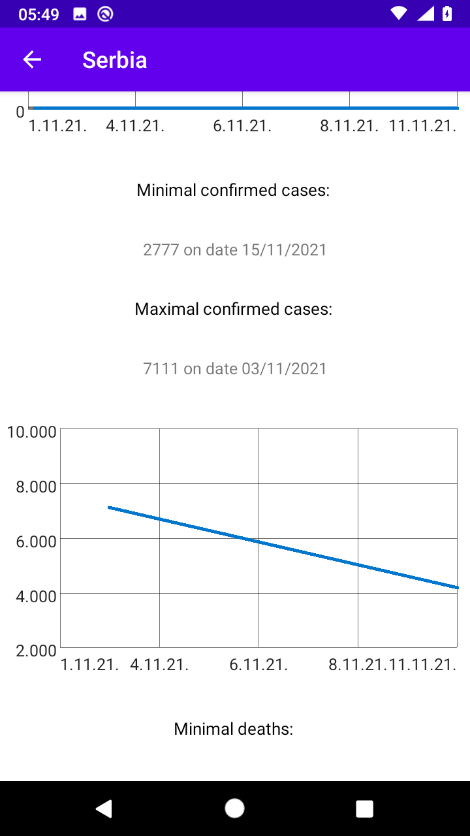 05:49
Serbia
0
1.11.21. 4.11.21. 6.11.21. 8.11.21. 11.11.21.
Minimal confirmed cases:
2777 on date 15/11/2021
Maximal confirmed cases:
7111 on date 03/11/2021
10.000
8.000
6.000
4.000
2.000
1.11.21. 4.11.21. 6.11.21. 8.11.21.11.11.21.
Minimal deaths: